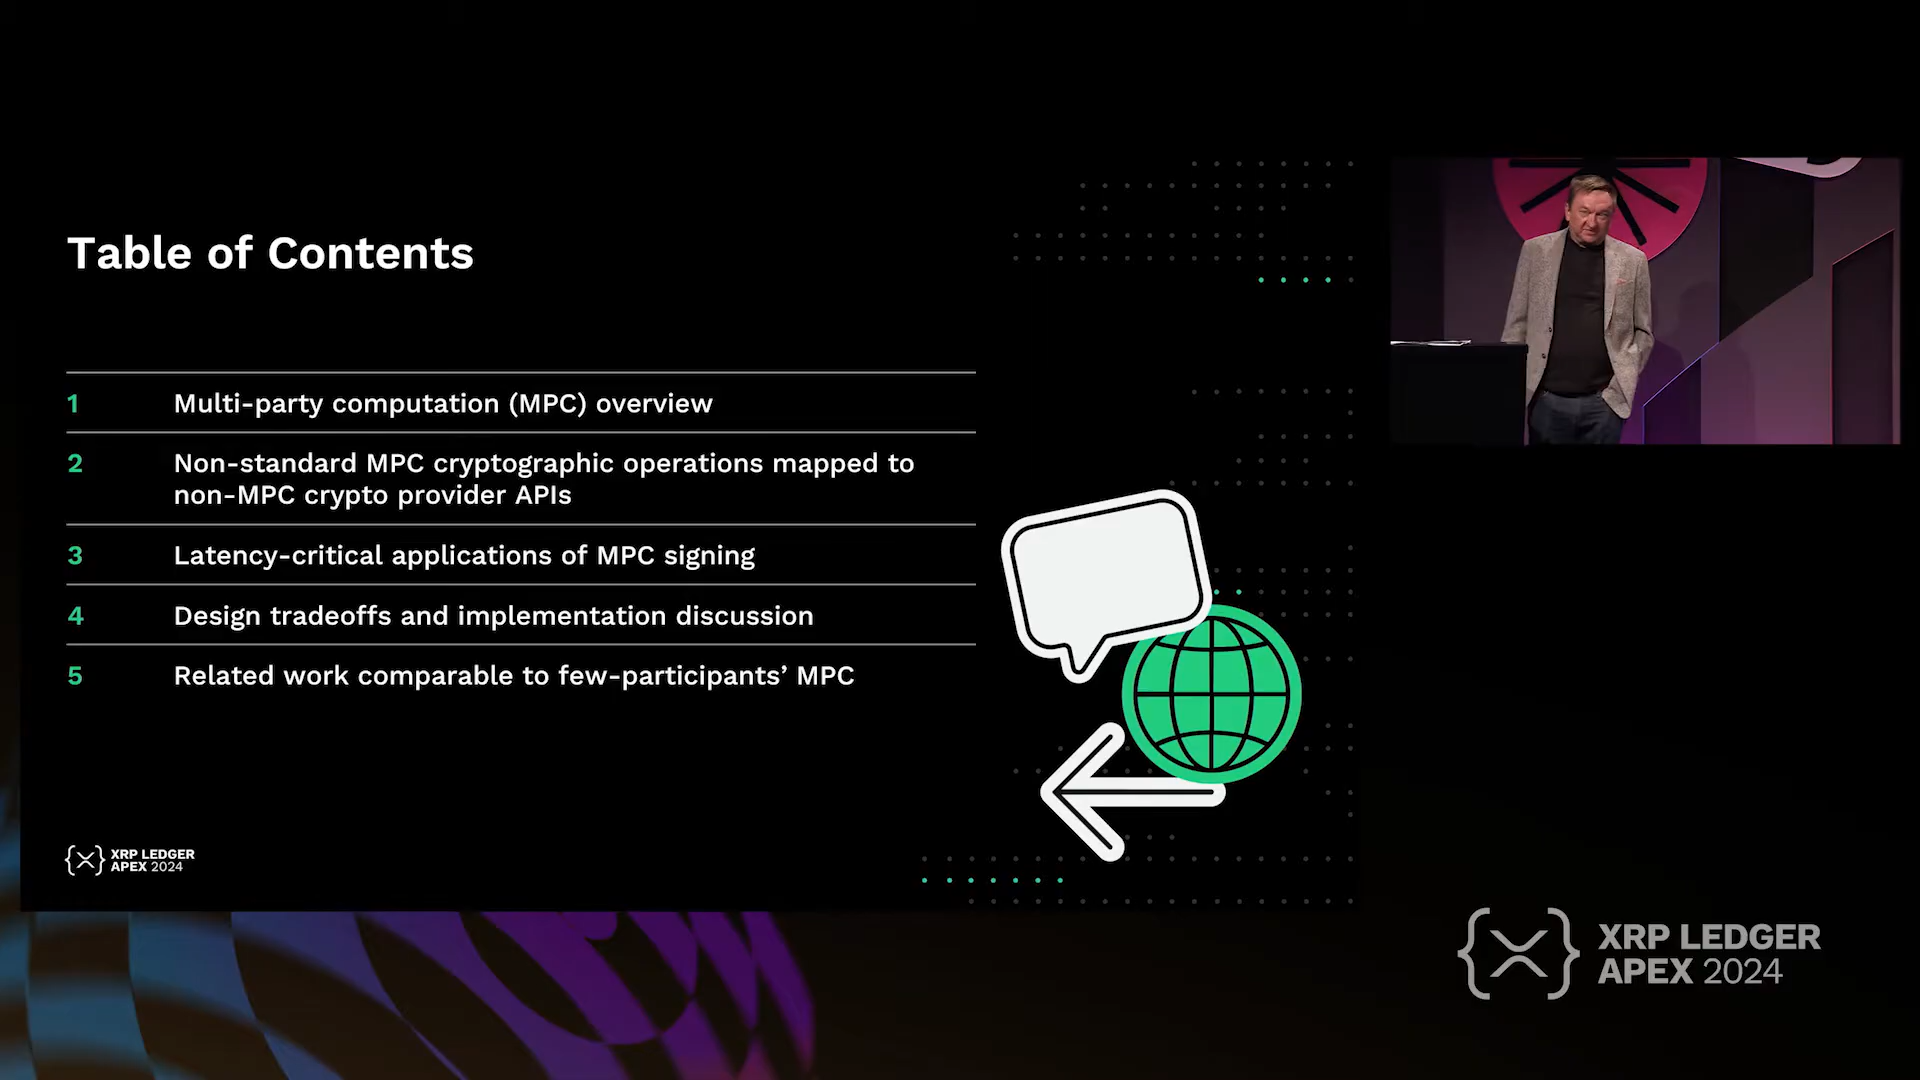 Table of Contents
1 Multi-party computation (MPC) overview
2 Non-standard MPC cryptographic operations mapped to
non-MPC crypto provider APIs
3 Latency-critical applications of MPC signing
4 Design tradeoffs and implementation discussion
5 Related work comparable to few-participants’ MPC
XRP LEDGER
APEX 2024
XRP LEDGER
APEX 2024